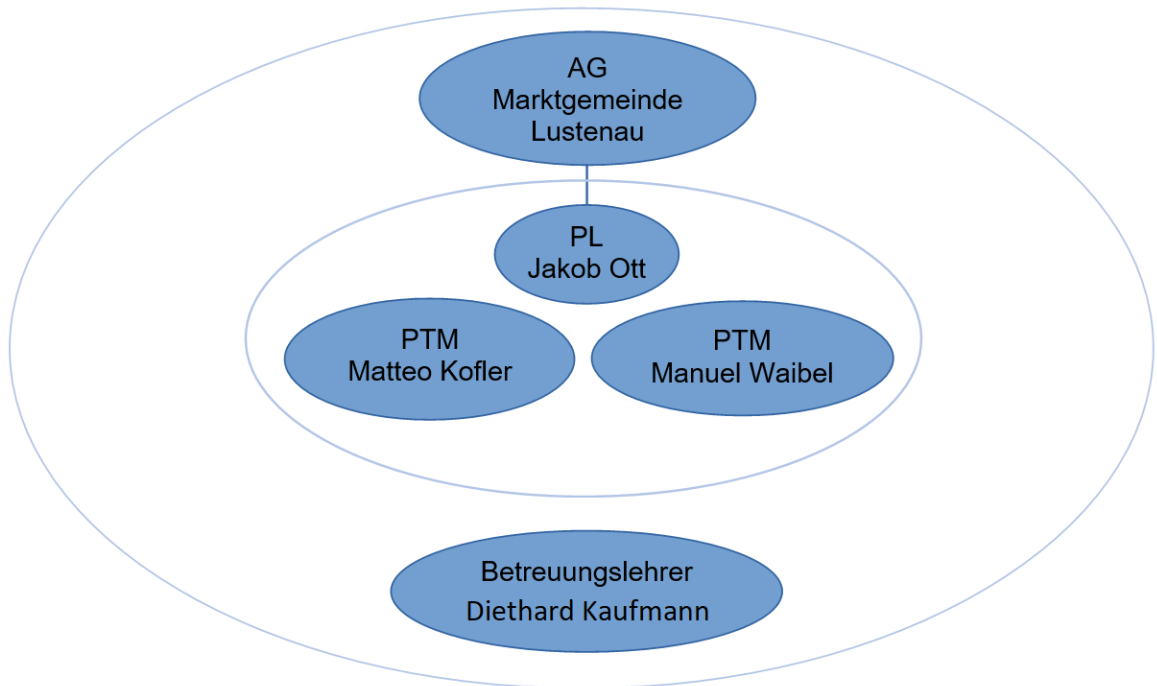 AG
Marktgemeinde
Lustenau
PL
Jakob Ott
PTM
Matteo Kofler
PTM
Manuel Waibel
Betreuungslehrer
Diethard Kaufmann